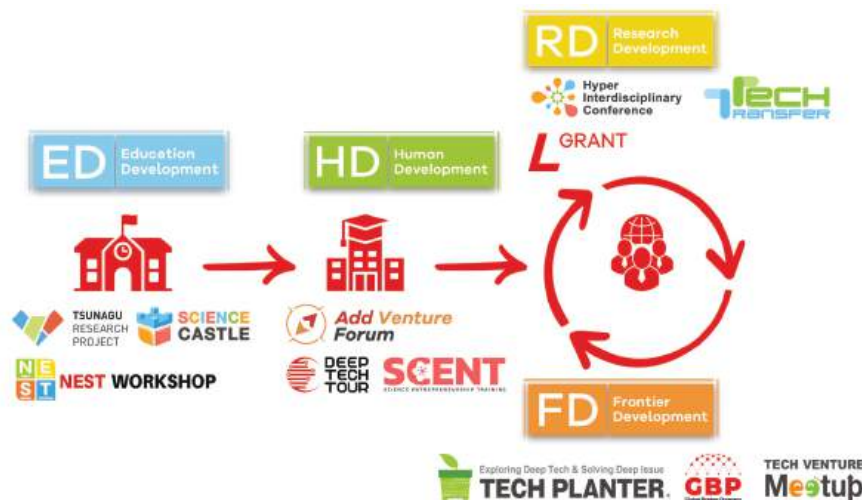 RD Research
Development
Hyper
Interdisciplinary
Conference
TECH
TRANSFER
L GRANT
ED Education
Development
HD Human
Development
TSUNAGU
RESEARCH
PROJECT
SCIENCE
CASTLE
NEST
NEST WORKSHOP
Add Venture
Forum
DEEP
TECH
TOUR
SCENT
SCIENCE ENTREPRENEURSHIP TRAINING
FD Frontier
Development
Exploring Deep Tech & Solving Deep Issue
TECH PLANTER.
GBP
TECH VENTURE
Meetub